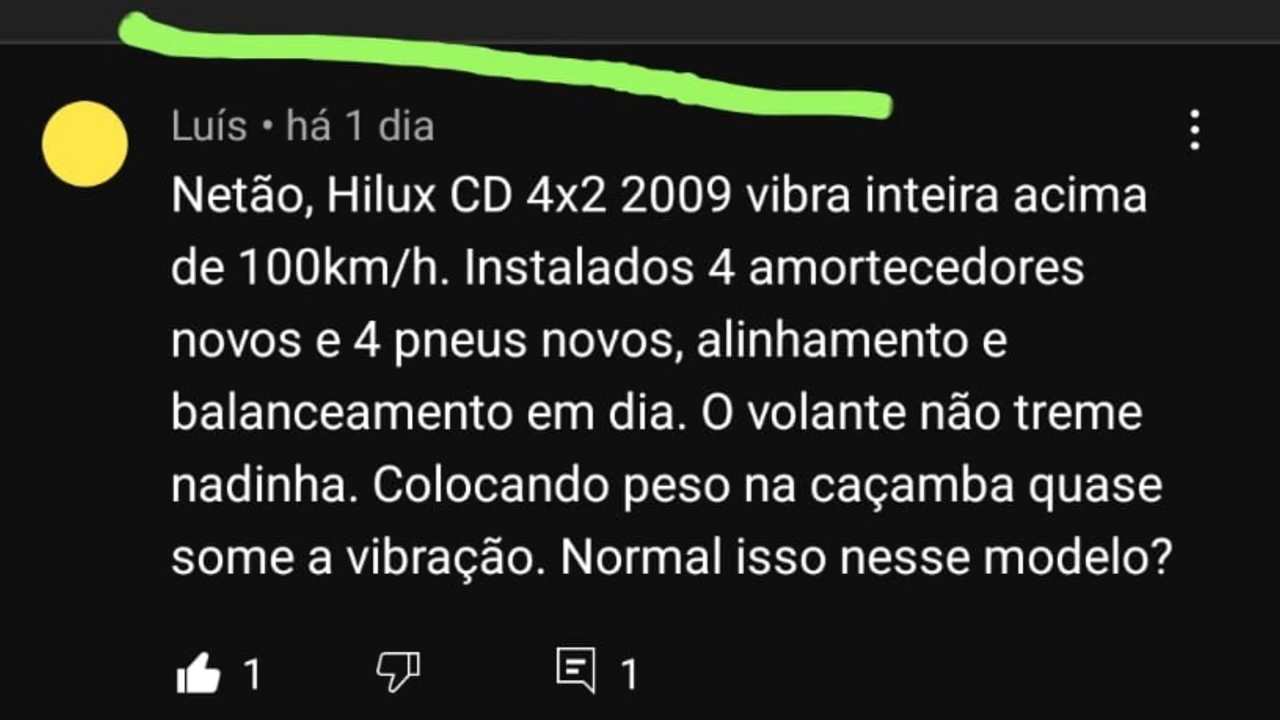 Luís • há 1 dia
Netão, Hilux CD 4x2 2009 vibra inteira acima
de 100km/h. Instalados 4 amortecedores
novos e 4 pneus novos, alinhamento e
balanceamento em dia. O volante não treme
nadinha. Colocando peso na caçamba quase
some a vibração. Normal isso nesse modelo?
1 1